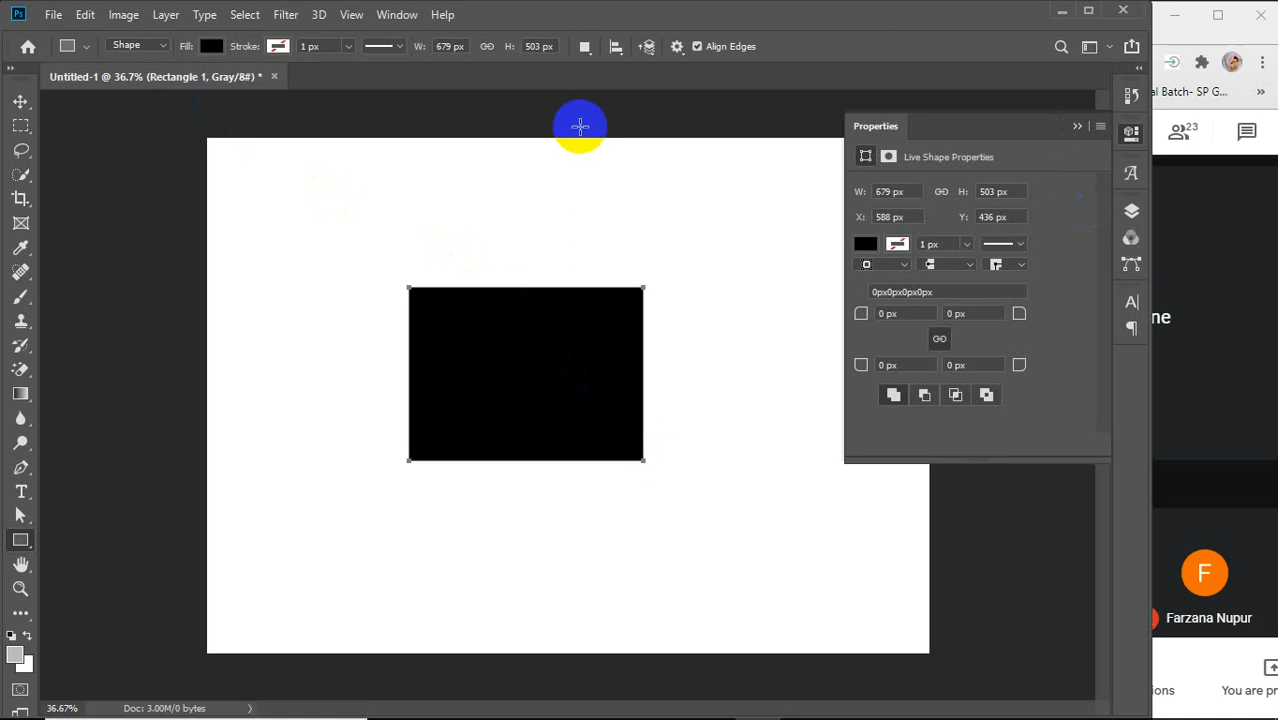 Ps File Edit Image Layer Type Select Filter 3D View Window Help
Shape Fill: Stroke: 1 px W: 679 px H: 503 px Align Edges
Untitled-1 @ 36.7% (Rectangle 1, Gray/8#) *
al Batch- SP G...
Properties
23
Live Shape Properties
W: 679 px H: 503 px
X: 588 px Y: 436 px
1 px
0px0px0px0px
0 px 0 px
0 px 0 px
ne
F
Farzana Nupur
tions You are pr
36.67% Doc: 3.00M/0 bytes